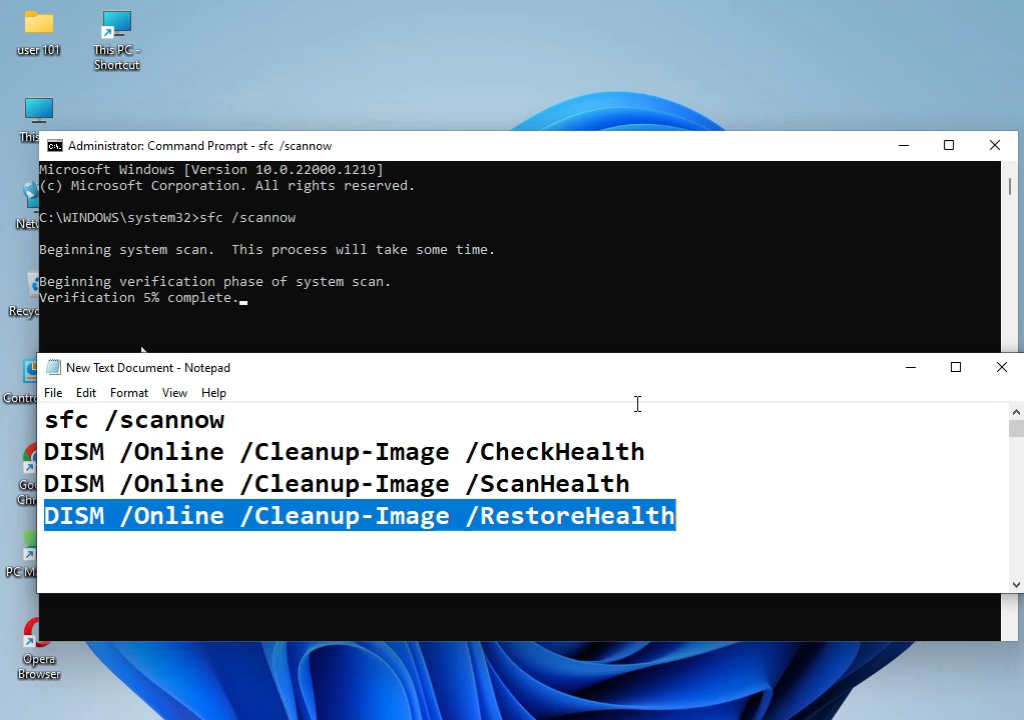 user 101
This PC -
Shortcut
Administrator: Command Prompt - sfc  /scannow
Microsoft Windows [Version 10.0.22000.1219]
(c) Microsoft Corporation. All rights reserved.
C:\WINDOWS\system32>sfc /scannow
Beginning system scan.  This process will take some time.
Beginning verification phase of system scan.
Verification 5% complete.
New Text Document - Notepad
File Edit Format View Help
sfc /scannow
DISM /Online /Cleanup-Image /CheckHealth
DISM /Online /Cleanup-Image /ScanHealth
DISM /Online /Cleanup-Image /RestoreHealth
Opera
Browser